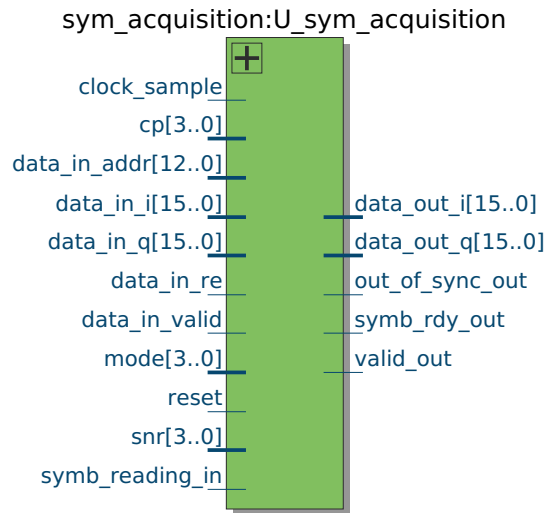 sym_acquisition:U_sym_acquisition
clock_sample
cp[3..0]
data_in_addr[12..0]
data_in_i[15..0]
data_in_q[15..0]
data_in_re
data_in_valid
mode[3..0]
reset
snr[3..0]
symb_reading_in
data_out_i[15..0]
data_out_q[15..0]
out_of_sync_out
symb_rdy_out
valid_out